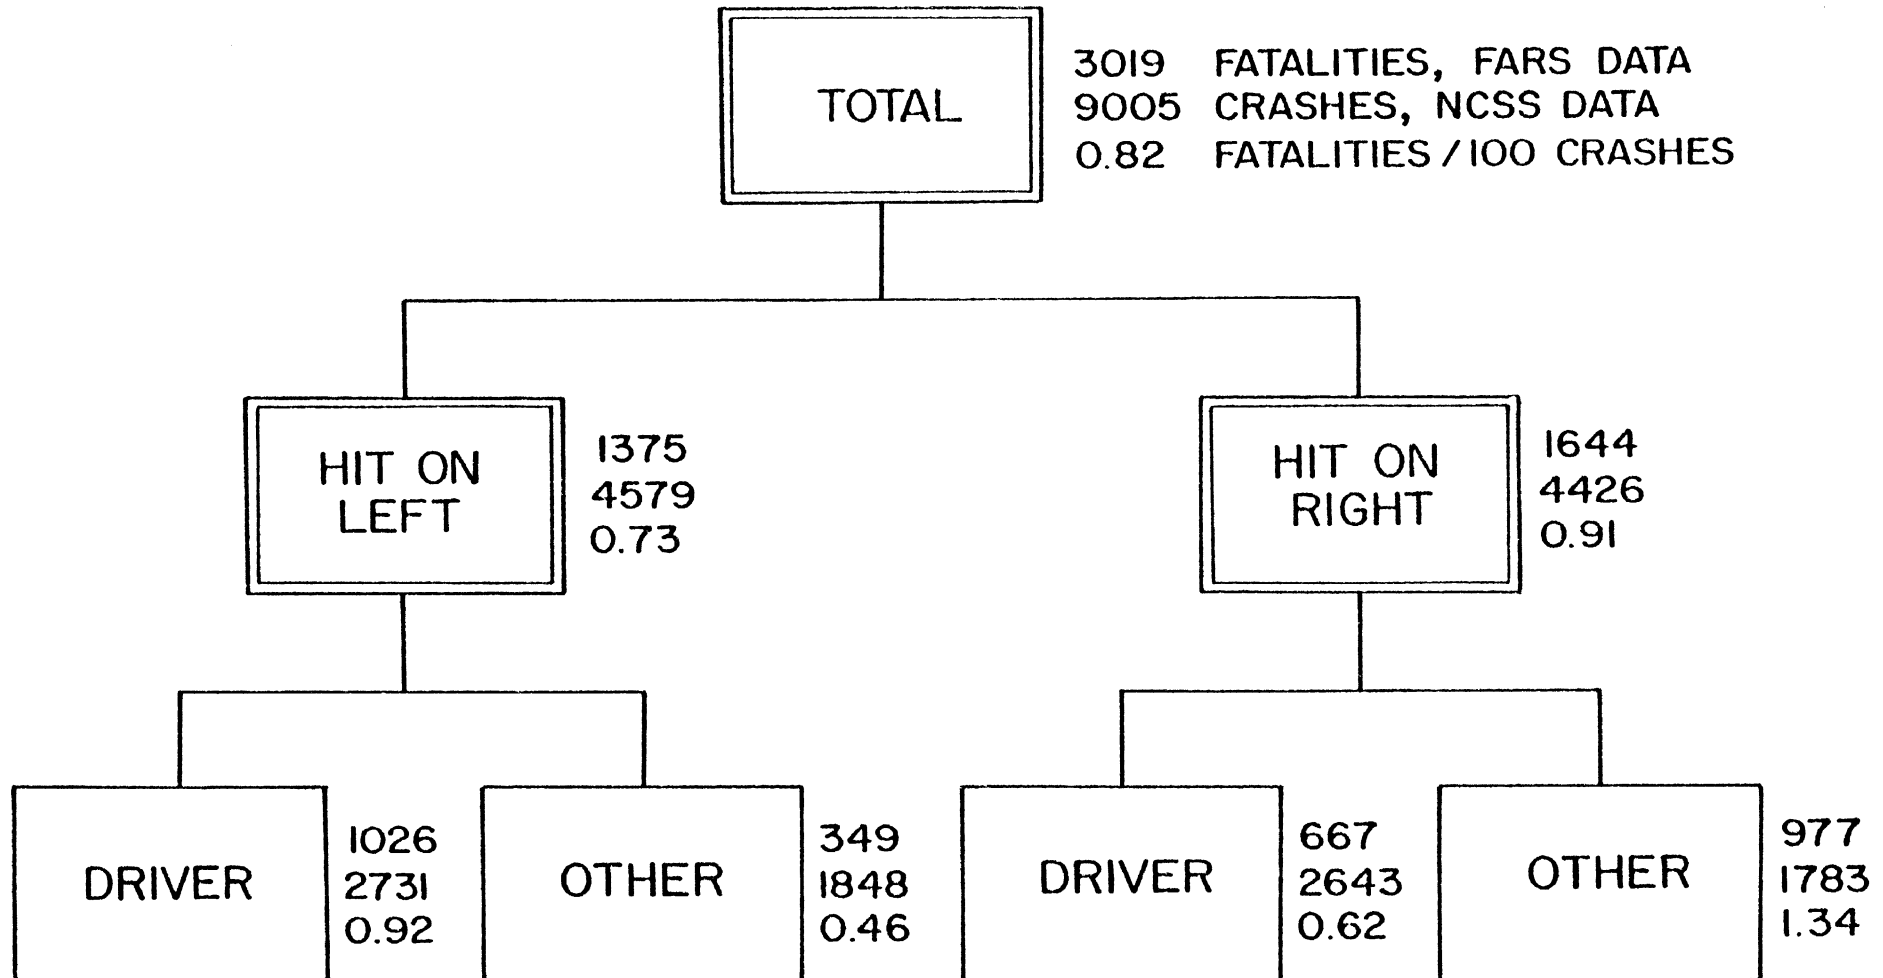 TOTAL
3019 FATALITIES, FARS DATA
9005 CRASHES, NCSS DATA
0.82 FATALITIES/100 CRASHES
HIT ON
LEFT
1375
4579
0.73
HIT ON
RIGHT
1644
4426
0.91
DRIVER
1026
2731
0.92
OTHER
349
1848
0.46
DRIVER
667
2643
0.62
OTHER
977
1783
1.34